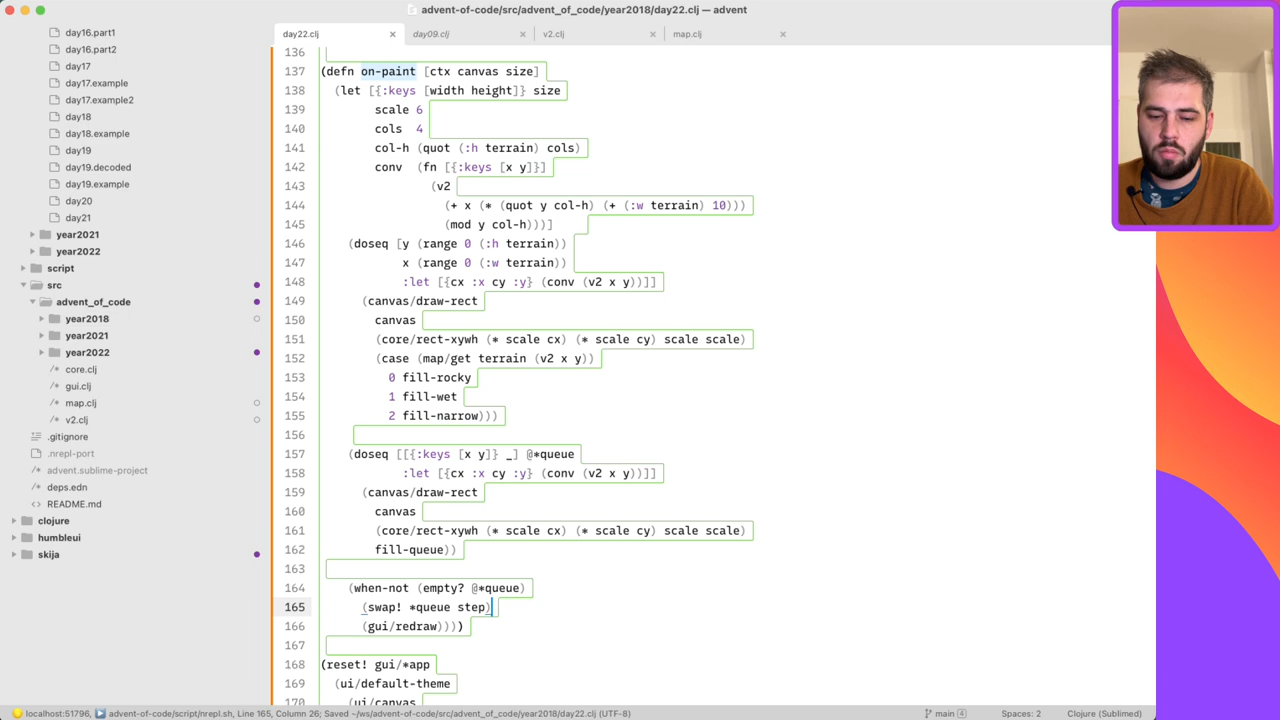 advent-of-code/src/advent_of_code/year2018/day22.clj — advent
day16.part1
day16.part2
day17
day17.example
day17.example2
day18
day18.example
day19
day19.decoded
day19.example
day20
day21
year2021
year2022
script
src
advent_of_code
year2018
year2021
year2022
core.clj
gui.clj
map.clj
v2.clj
.gitignore
.nrepl-port
advent.sublime-project
deps.edn
README.md
clojure
humbleui
skija
day22.clj
day09.clj
v2.clj
map.clj
136
137 (defn on-paint [ctx canvas size]
138 (let [{:keys [width height]} size
139 scale 6
140 cols 4
141 col-h (quot (:h terrain) cols)
142 conv (fn [{:keys [x y]}]
143 (v2
144 (+ x (* (quot y col-h) (+ (:w terrain) 10)))
145 (mod y col-h)))]
146 (doseq [y (range 0 (:h terrain))
147 x (range 0 (:w terrain))
148 :let [{cx :x cy :y} (conv (v2 x y))]]
149 (canvas/draw-rect
150 canvas
151 (core/rect-xywh (* scale cx) (* scale cy) scale scale)
152 (case (map/get terrain (v2 x y))
153 0 fill-rocky
154 1 fill-wet
155 2 fill-narrow)))
156
157 (doseq [[{:keys [x y]} _] @*queue
158 :let [{cx :x cy :y} (conv (v2 x y))]]
159 (canvas/draw-rect
160 canvas
161 (core/rect-xywh (* scale cx) (* scale cy) scale scale)
162 fill-queue))
163
164 (when-not (empty? @*queue)
165 (swap! *queue step)
166 (gui/redraw))))
167
168 (reset! gui/*app
169 (ui/default-theme
170 (ui/canvas
localhost:51796, advent-of-code/script/nrepl.sh, Line 165, Column 26; Saved ~/ws/advent-of-code/src/advent_of_code/year2018/day22.clj (UTF-8)
main 4
Spaces: 2
Clojure (Sublimed)